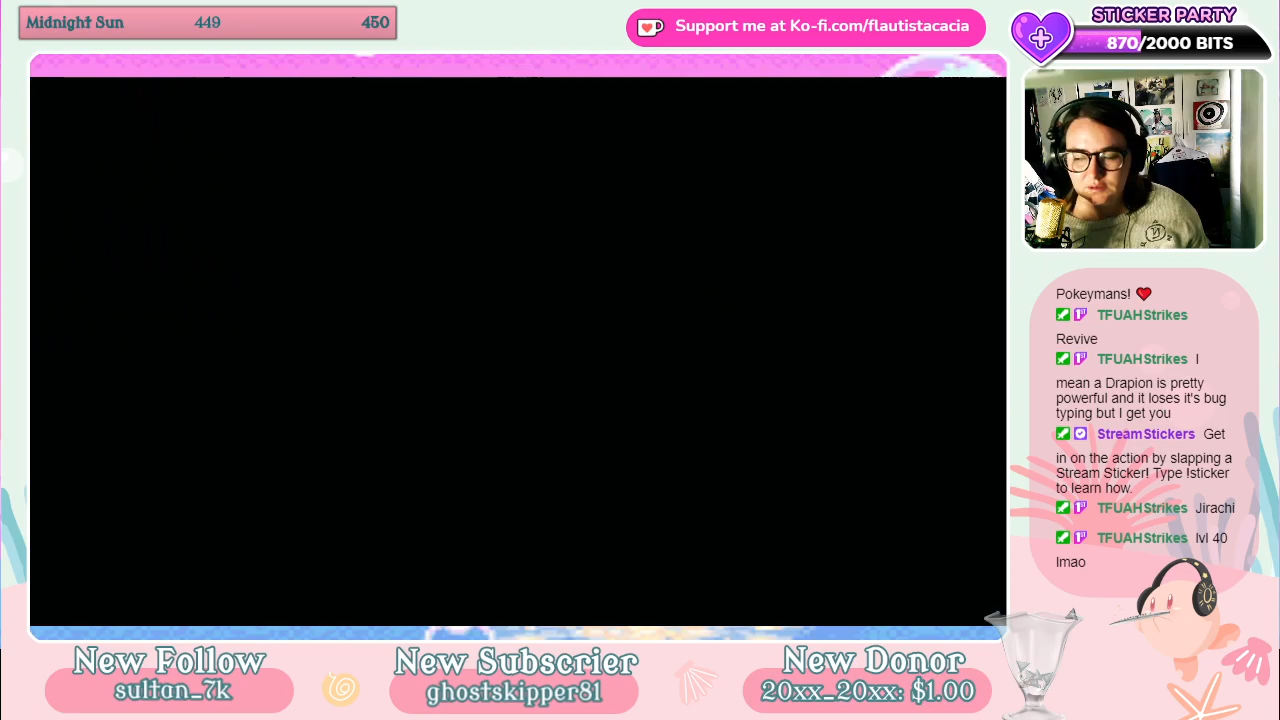 Midnight Sun 449 450
Support me at Ko-fi.com/flautistacacia
STICKER PARTY
870/2000 BITS
Pokeymans!
TFUAHStrikes
Revive
TFUAHStrikes I
mean a Drapion is pretty
powerful and it loses it's bug
typing but I get you
StreamStickers Get
in on the action by slapping a
Stream Sticker! Type !sticker
to learn how.
TFUAHStrikes Jirachi
TFUAHStrikes lvl 40
lmao
New Follow
sultan_7k
New Subscrier
ghostskipper81
New Donor
20xx_20xx: $1.00